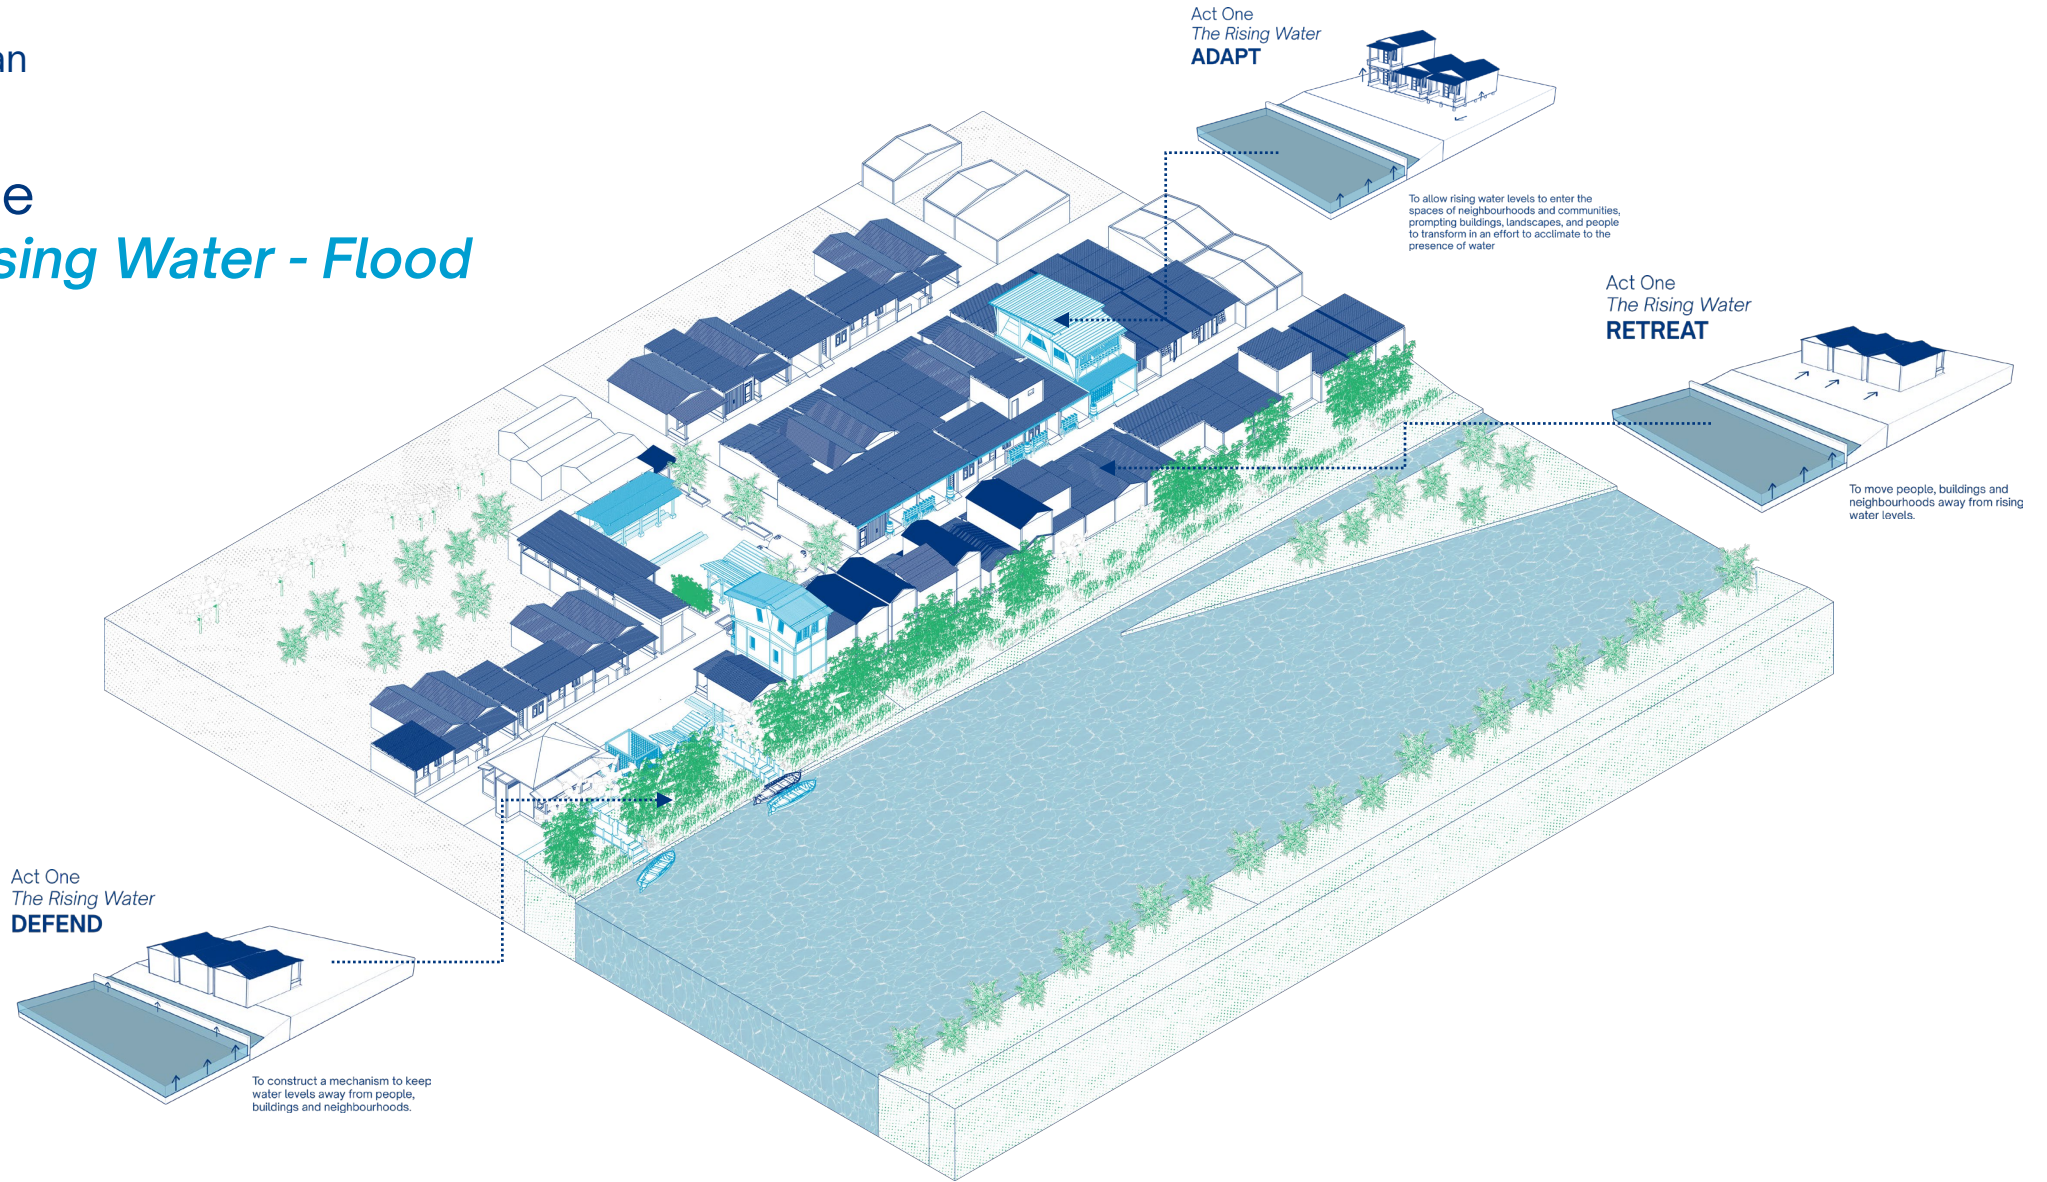 an
e
sing Water - Flood
Act One
The Rising Water
ADAPT
To allow rising water levels to enter the
spaces of neighbourhoods and communities,
prompting buildings, landscapes, and people
to transform in an effort to acclimate to the
presence of water
Act One
The Rising Water
RETREAT
To move people, buildings and
neighbourhoods away from rising
water levels.
Act One
The Rising Water
DEFEND
To construct a mechanism to keep
water levels away from people,
buildings and neighbourhoods.